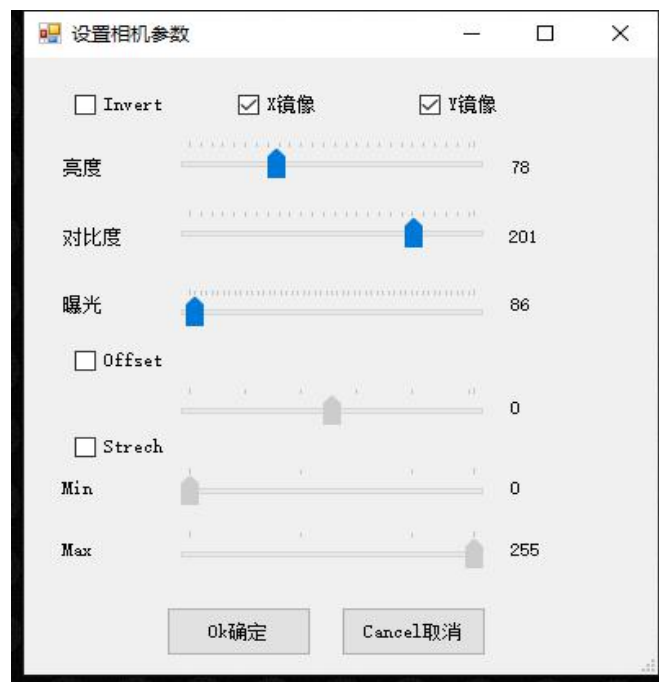 设置相机参数
Invert X镜像 Y镜像
亮度 78
对比度 201
曝光 86
Offset
0
Strech
Min 0
Max 255
Ok确定 Cancel取消